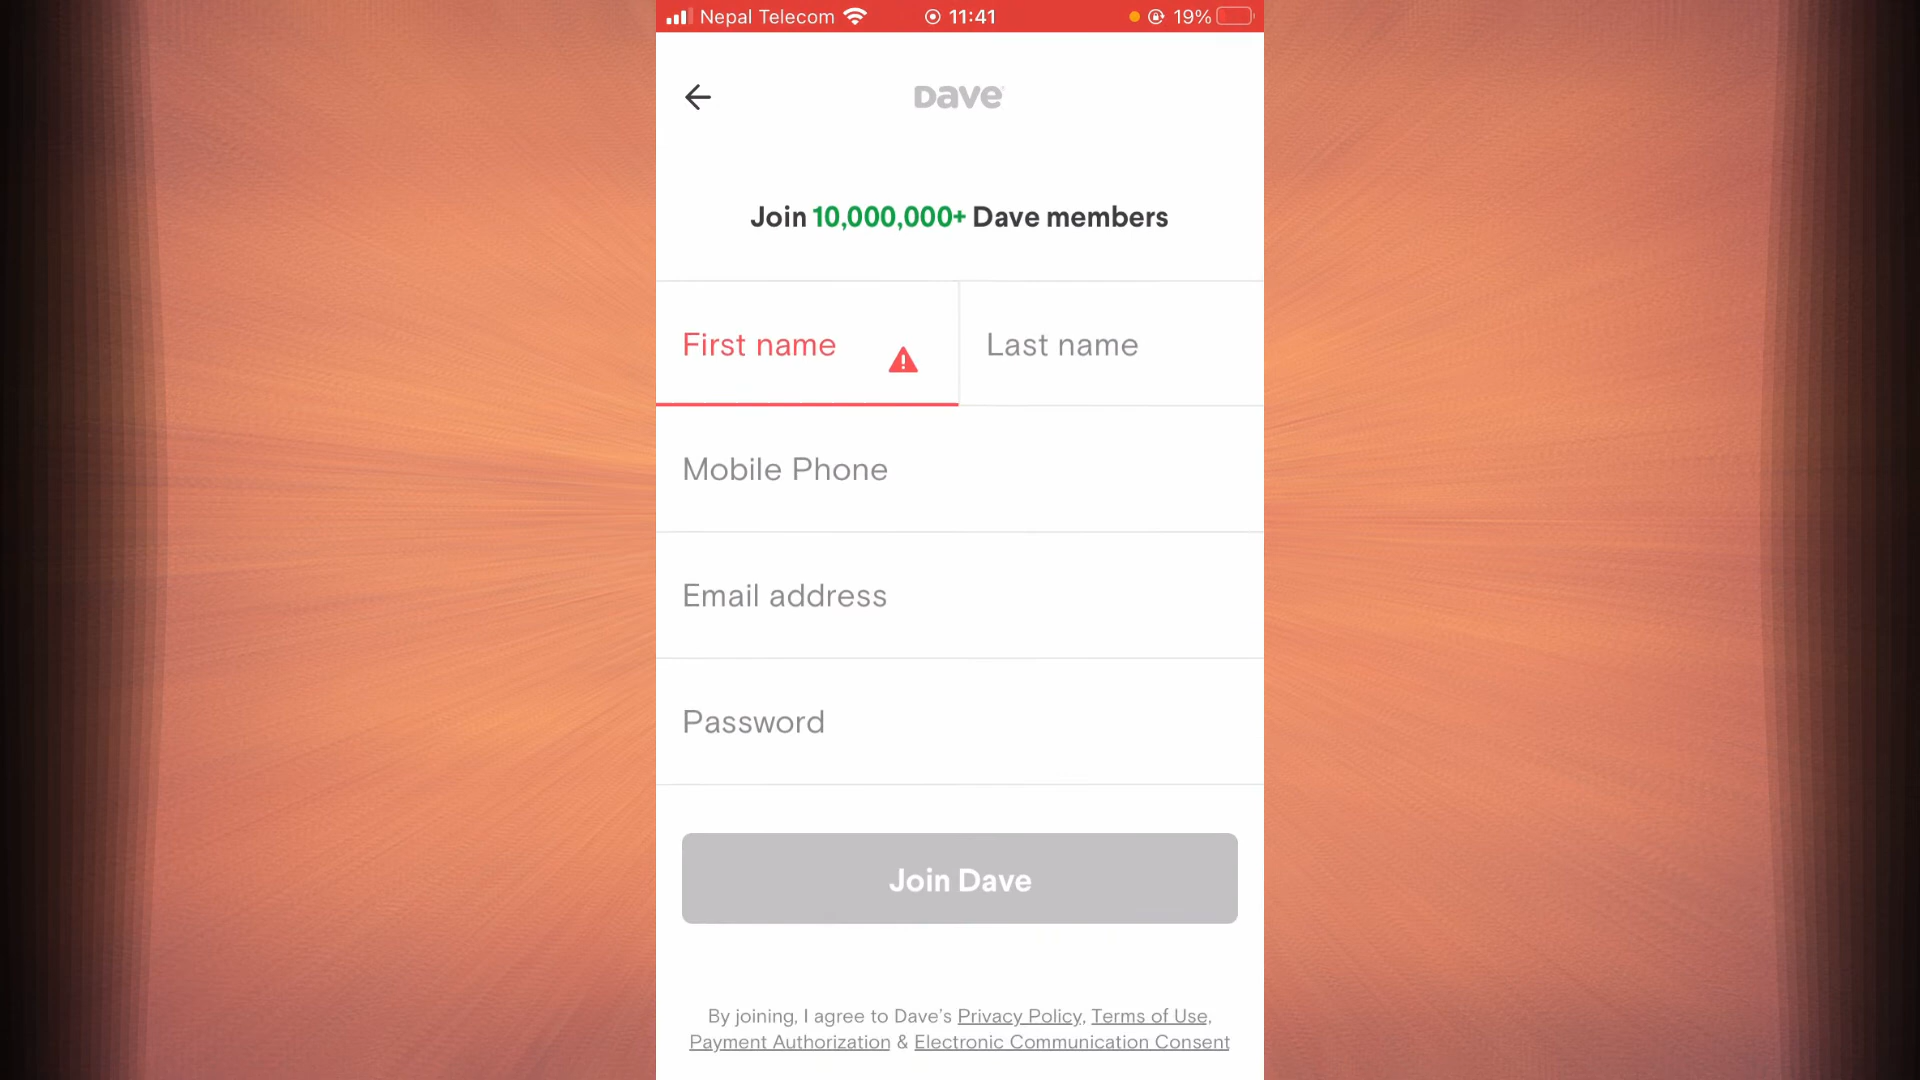 Nepal Telecom 11:41 19%
Dave
Join 10,000,000+ Dave members
First name
Last name
Mobile Phone
Email address
Password
Join Dave
By joining, I agree to Dave's Privacy Policy, Terms of Use,
Payment Authorization & Electronic Communication Consent